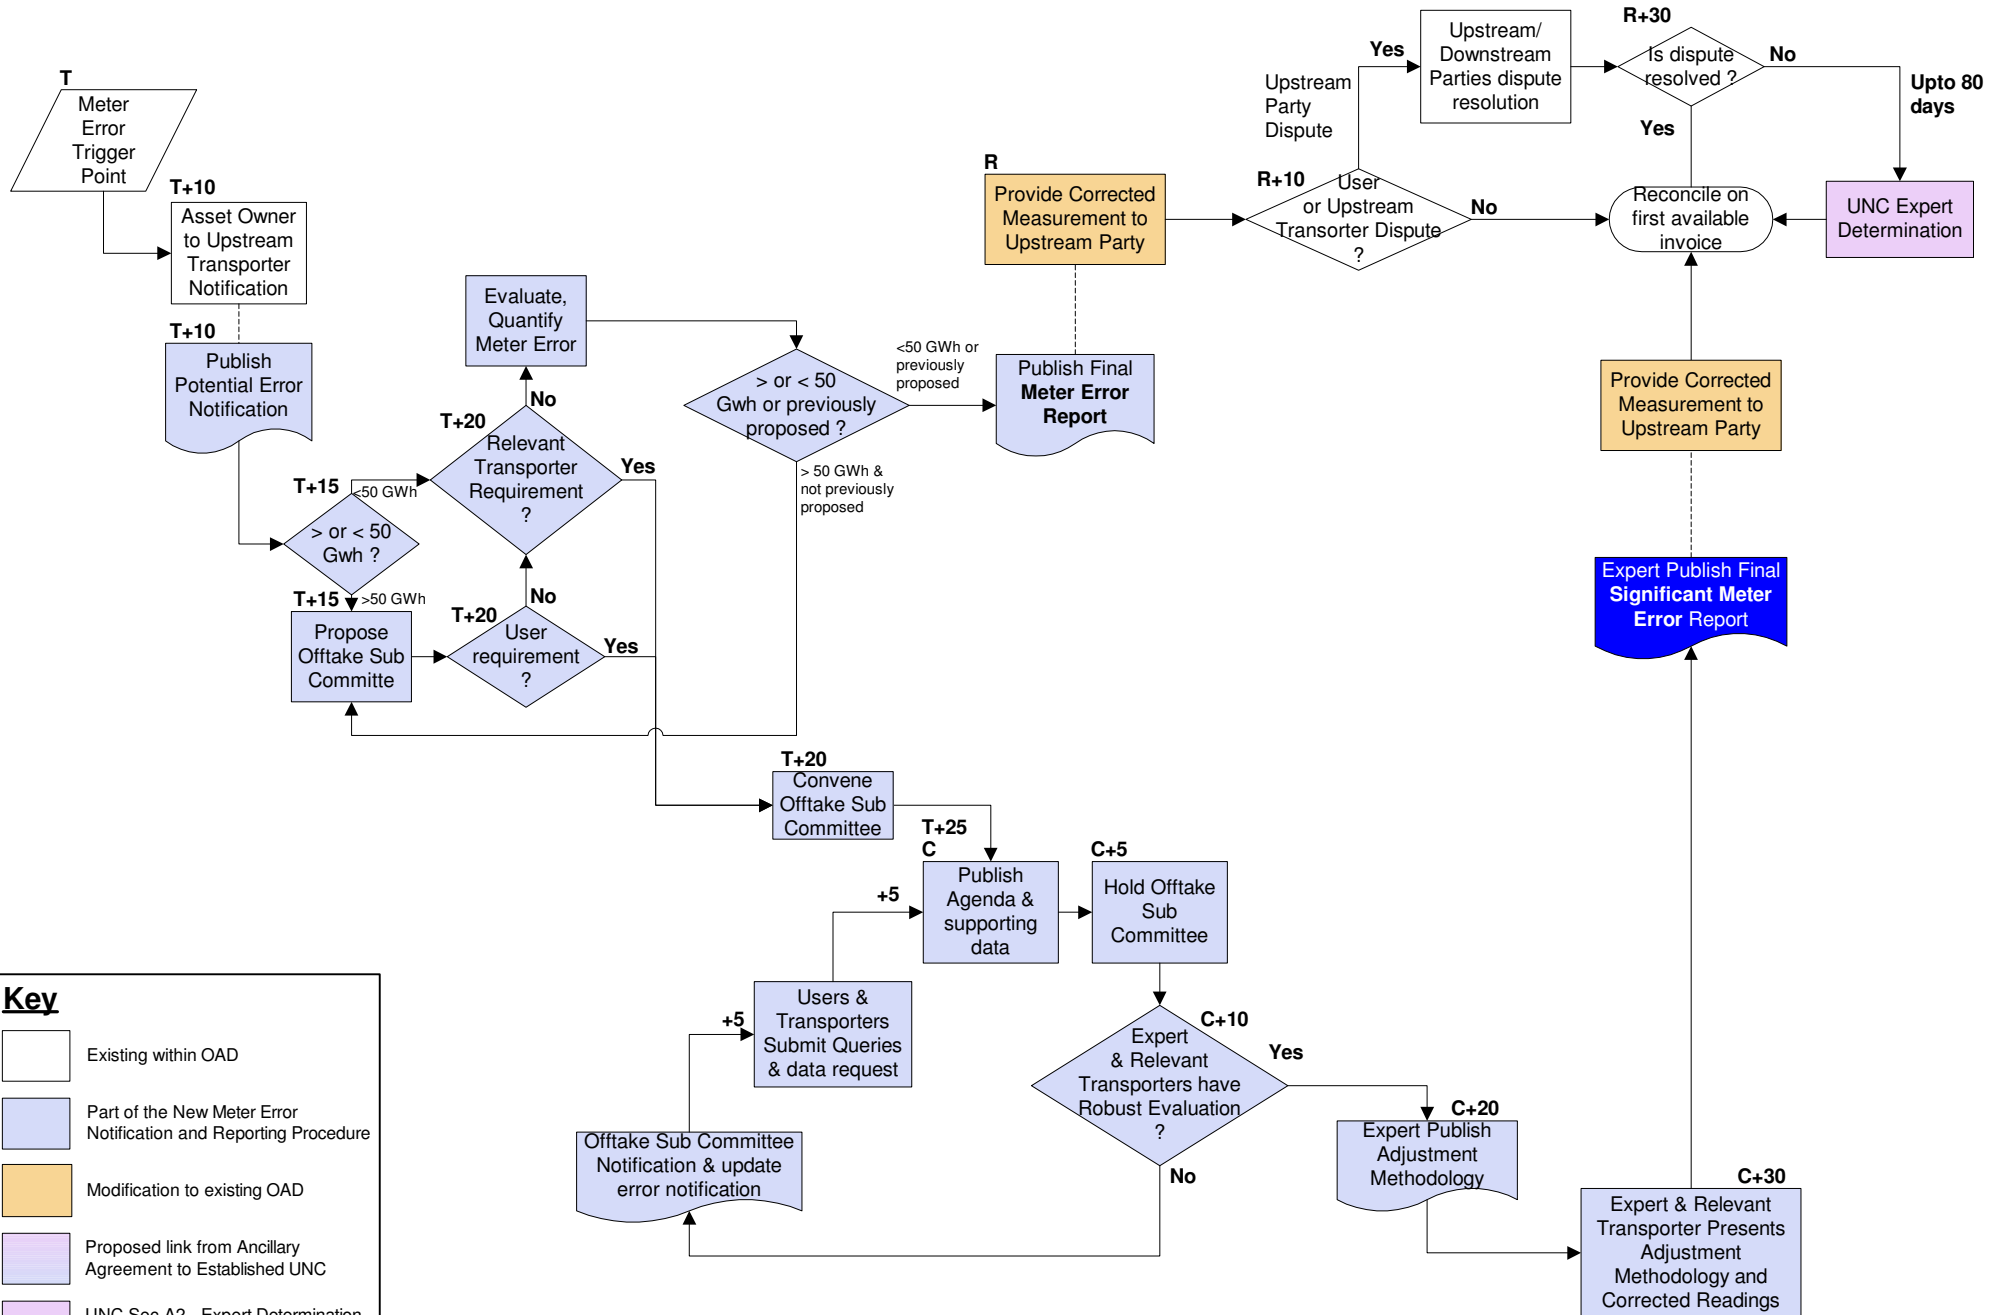 T
Meter
Error
Trigger
Point
T+10
Asset Owner
to Upstream
Transporter
Notification
T+10
Publish
Potential Error
Notification
T+15
<50 GWh
> or < 50
Gwh ?
T+15
>50 GWh
Propose
Offtake Sub
Committe
T+20
User
requirement
?
No
Yes
T+20
Relevant
Transporter
Requirement
?
No
Yes
Evaluate,
Quantify
Meter Error
> or < 50
Gwh or previously
proposed ?
<50 GWh or
previously
proposed
> 50 GWh &
not previously
proposed
Publish Final
Meter Error
Report
R
Provide Corrected
Measurement to
Upstream Party
R+10
User
or Upstream
Transorter Dispute
?
No
Yes
Upstream
Party
Dispute
Upstream/
Downstream
Parties dispute
resolution
R+30
Is dispute
resolved ?
No
Yes
Upto 80
days
UNC Expert
Determination
Reconcile on
first available
invoice
Provide Corrected
Measurement to
Upstream Party
Expert Publish Final
Significant Meter
Error Report
T+20
Convene
Offtake Sub
Committee
T+25
C
Publish
Agenda &
supporting
data
C+5
Hold Offtake
Sub
Committee
C+10
Expert
& Relevant
Transporters have
Robust Evaluation
?
Yes
No
Offtake Sub Committee
Notification & update
error notification
+5
Users &
Transporters
Submit Queries
& data request
+5
C+20
Expert Publish
Adjustment
Methodology
C+30
Expert & Relevant
Transporter Presents
Adjustment
Methodology and
Corrected Readings
Key
Existing within OAD
Part of the New Meter Error
Notification and Reporting Procedure
Modification to existing OAD
Proposed link from Ancillary
Agreement to Established UNC
UNC Sec A2 - Expert Determination